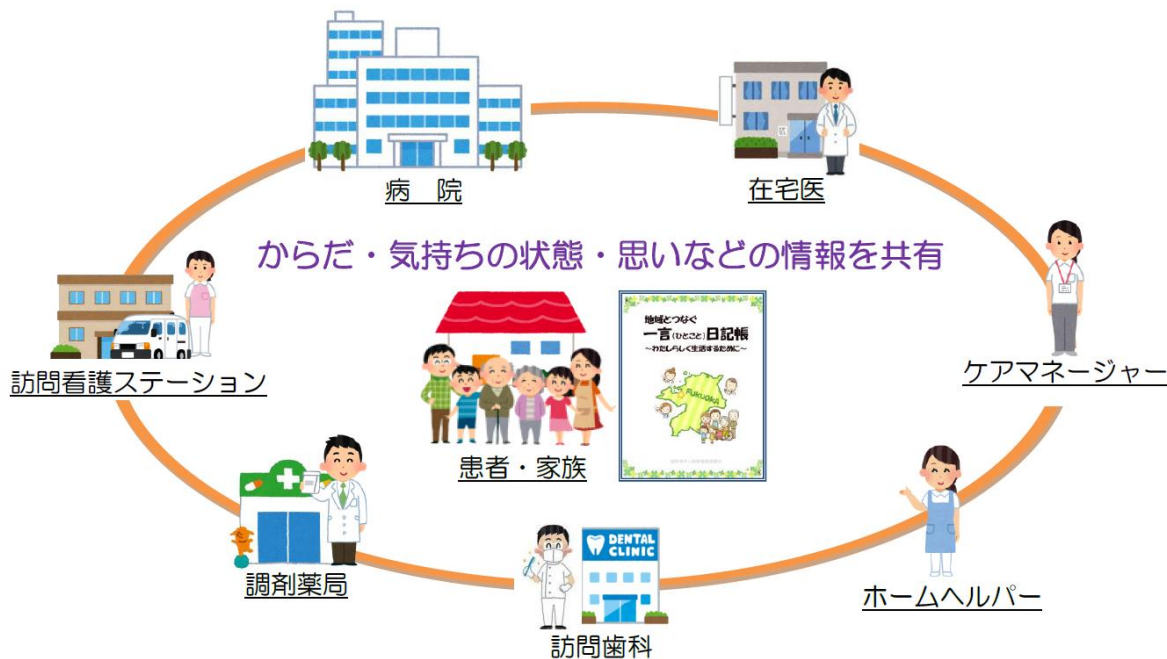 病　院
在宅医
からだ・気持ちの状態・思いなどの情報を共有
訪問看護ステーション
ケアマネージャー
地域とつなぐ
一言(ひとこと)日記帳
～わたしらしく生活するために～
FUKUOKA
患者・家族
調剤薬局
DENTAL
CLINIC
訪問歯科
ホームヘルパー